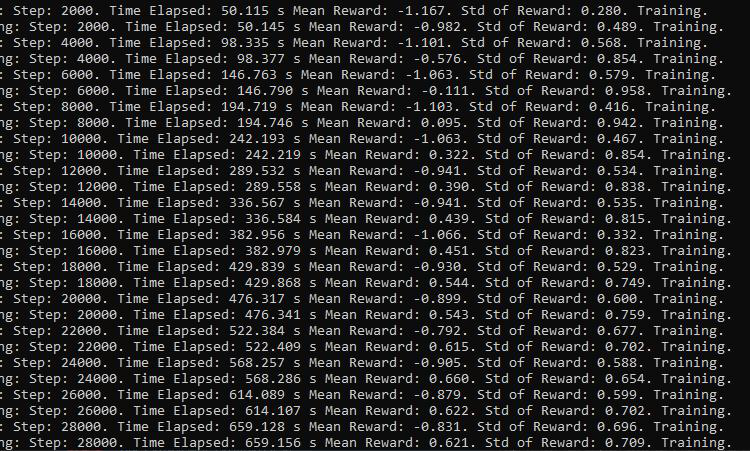 : Step: 2000. Time Elapsed: 50.115 s Mean Reward: -1.167. Std of Reward: 0.280. Training.
ng: Step: 2000. Time Elapsed: 50.145 s Mean Reward: -0.982. Std of Reward: 0.489. Training.
: Step: 4000. Time Elapsed: 98.335 s Mean Reward: -1.101. Std of Reward: 0.568. Training.
ng: Step: 4000. Time Elapsed: 98.377 s Mean Reward: -0.576. Std of Reward: 0.854. Training.
: Step: 6000. Time Elapsed: 146.763 s Mean Reward: -1.063. Std of Reward: 0.579. Training.
ng: Step: 6000. Time Elapsed: 146.790 s Mean Reward: -0.111. Std of Reward: 0.958. Training.
: Step: 8000. Time Elapsed: 194.719 s Mean Reward: -1.103. Std of Reward: 0.416. Training.
ng: Step: 8000. Time Elapsed: 194.746 s Mean Reward: 0.095. Std of Reward: 0.942. Training.
: Step: 10000. Time Elapsed: 242.193 s Mean Reward: -1.063. Std of Reward: 0.467. Training.
ng: Step: 10000. Time Elapsed: 242.219 s Mean Reward: 0.322. Std of Reward: 0.854. Training.
: Step: 12000. Time Elapsed: 289.532 s Mean Reward: -0.941. Std of Reward: 0.534. Training.
ng: Step: 12000. Time Elapsed: 289.558 s Mean Reward: 0.390. Std of Reward: 0.838. Training.
: Step: 14000. Time Elapsed: 336.567 s Mean Reward: -0.941. Std of Reward: 0.535. Training.
ng: Step: 14000. Time Elapsed: 336.584 s Mean Reward: 0.439. Std of Reward: 0.815. Training.
: Step: 16000. Time Elapsed: 382.956 s Mean Reward: -1.066. Std of Reward: 0.332. Training.
ng: Step: 16000. Time Elapsed: 382.979 s Mean Reward: 0.451. Std of Reward: 0.823. Training.
: Step: 18000. Time Elapsed: 429.839 s Mean Reward: -0.930. Std of Reward: 0.529. Training.
ng: Step: 18000. Time Elapsed: 429.868 s Mean Reward: 0.544. Std of Reward: 0.749. Training.
: Step: 20000. Time Elapsed: 476.317 s Mean Reward: -0.899. Std of Reward: 0.600. Training.
ng: Step: 20000. Time Elapsed: 476.341 s Mean Reward: 0.543. Std of Reward: 0.759. Training.
: Step: 22000. Time Elapsed: 522.384 s Mean Reward: -0.792. Std of Reward: 0.677. Training.
ng: Step: 22000. Time Elapsed: 522.409 s Mean Reward: 0.615. Std of Reward: 0.702. Training.
: Step: 24000. Time Elapsed: 568.257 s Mean Reward: -0.905. Std of Reward: 0.588. Training.
ng: Step: 24000. Time Elapsed: 568.286 s Mean Reward: 0.660. Std of Reward: 0.654. Training.
: Step: 26000. Time Elapsed: 614.089 s Mean Reward: -0.879. Std of Reward: 0.599. Training.
ng: Step: 26000. Time Elapsed: 614.107 s Mean Reward: 0.622. Std of Reward: 0.702. Training.
: Step: 28000. Time Elapsed: 659.128 s Mean Reward: -0.831. Std of Reward: 0.696. Training.
ng: Step: 28000. Time Elapsed: 659.156 s Mean Reward: 0.621. Std of Reward: 0.709. Training.